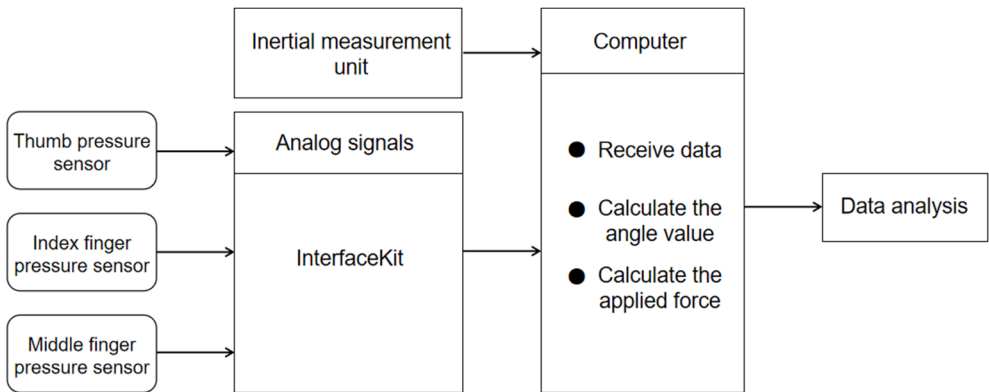 Inertial measurement
unit
Computer
Thumb pressure
sensor
Analog signals
Receive data
Calculate the
angle value
Data analysis
Index finger
pressure sensor
InterfaceKit
Calculate the
applied force
Middle finger
pressure sensor